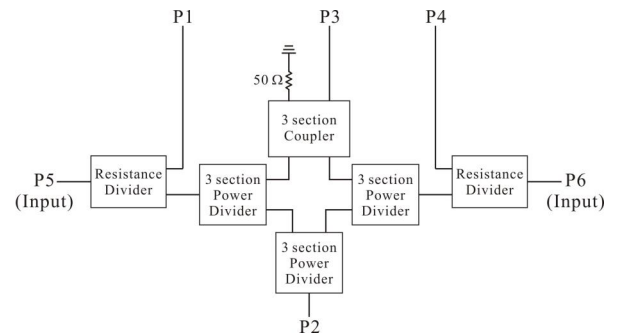 P1
P3
P4
50 Ω
3 section
Coupler
P5
(Input)
Resistance
Divider
3 section
Power
Divider
3 section
Power
Divider
Resistance
Divider
P6
(Input)
3 section
Power
Divider
P2